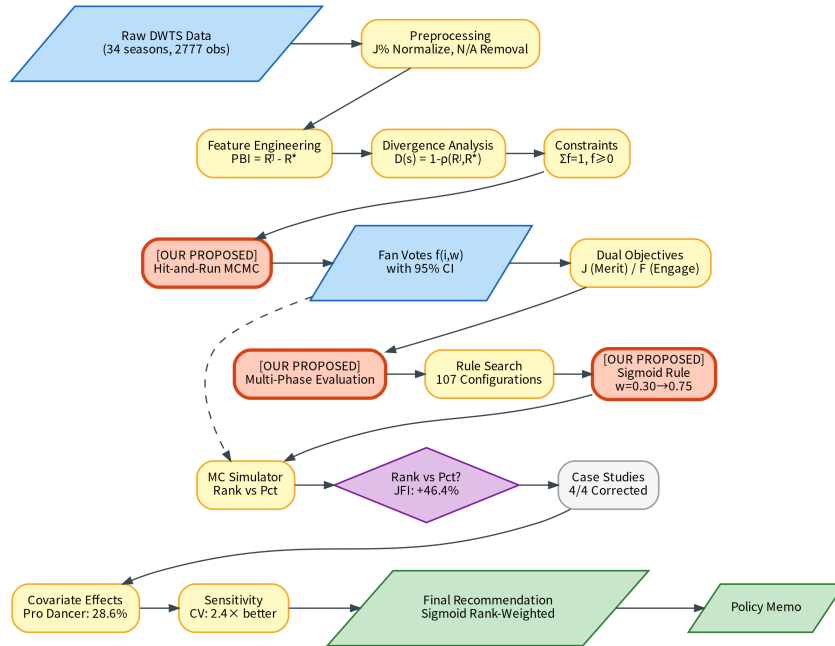 Raw DWTS Data
(34 seasons, 2777 obs)
Preprocessing
J% Normalize, N/A Removal
Feature Engineering
PBI = Rᴶ - R*
Divergence Analysis
D(s) = 1-ρ(Rᴶ,R*)
Constraints
Σf=1, f≥0
[OUR PROPOSED]
Hit-and-Run MCMC
Fan Votes f(i,w)
with 95% CI
Dual Objectives
J (Merit) / F (Engage)
[OUR PROPOSED]
Multi-Phase Evaluation
Rule Search
107 Configurations
[OUR PROPOSED]
Sigmoid Rule
w=0.30→0.75
MC Simulator
Rank vs Pct
Rank vs Pct?
JFI: +46.4%
Case Studies
4/4 Corrected
Covariate Effects
Pro Dancer: 28.6%
Sensitivity
CV: 2.4× better
Final Recommendation
Sigmoid Rank-Weighted
Policy Memo